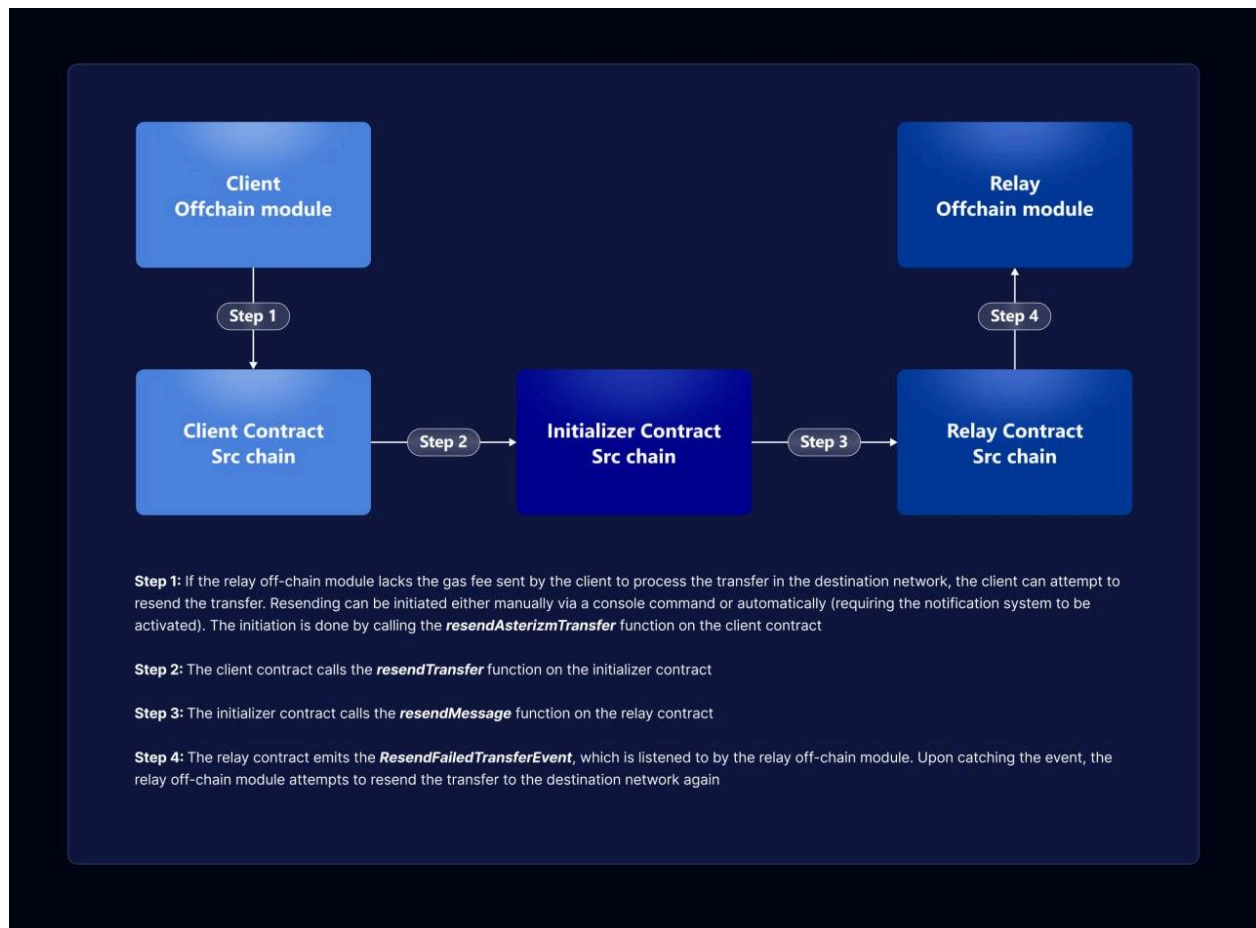 Client
Offchain module
Relay
Offchain module
Step 1
Step 4
Client Contract
Src chain
Step 2
Initializer Contract
Src chain
Step 3
Relay Contract
Src chain
Step 1: If the relay off-chain module lacks the gas fee sent by the client to process the transfer in the destination network, the client can attempt to
resend the transfer. Resending can be initiated either manually via a console command or automatically (requiring the notification system to be
activated). The initiation is done by calling the resendAsterizmTransfer function on the client contract
Step 2: The client contract calls the resendTransfer function on the initializer contract
Step 3: The initializer contract calls the resendMessage function on the relay contract
Step 4: The relay contract emits the ResendFailedTransferEvent, which is listened to by the relay off-chain module. Upon catching the event, the
relay off-chain module attempts to resend the transfer to the destination network again